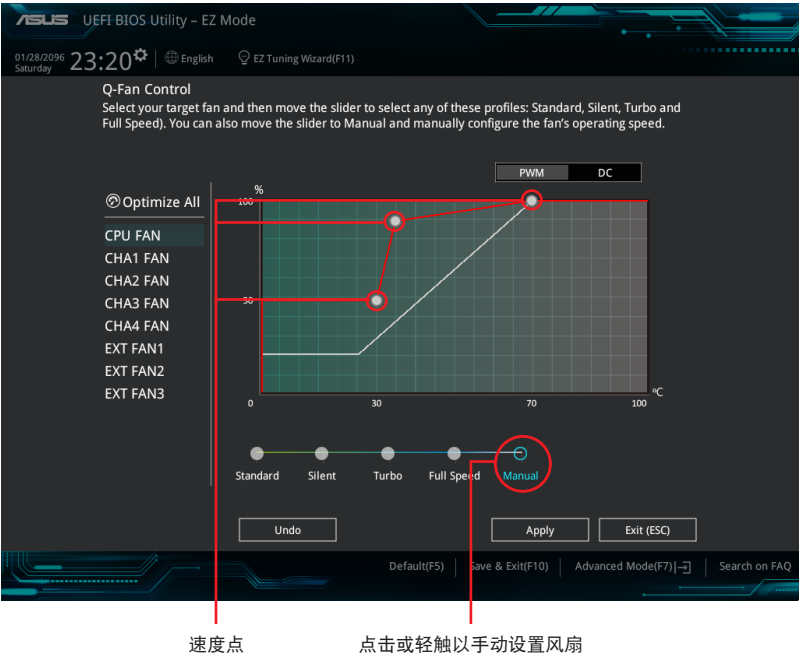 ASUS UEFI BIOS Utility – EZ Mode
01/28/2096
Saturday
23:20
English
EZ Tuning Wizard(F11)
Q-Fan Control
Select your target fan and then move the slider to select any of these profiles: Standard, Silent, Turbo and
Full Speed). You can also move the slider to Manual and manually configure the fan's operating speed.
PWM
DC
Optimize All
CPU FAN
CHA1 FAN
CHA2 FAN
CHA3 FAN
CHA4 FAN
EXT FAN1
EXT FAN2
EXT FAN3
%
100
50
0
30
70
100
°C
Standard
Silent
Turbo
Full Speed
Manual
Undo
Apply
Exit (ESC)
Default(F5)
Save & Exit(F10)
Advanced Mode(F7)
Search on FAQ
速度点
点击或轻触以手动设置风扇